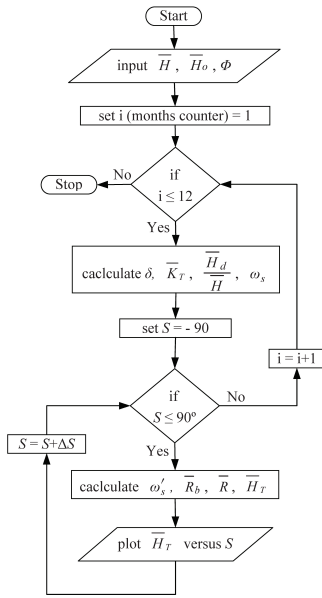 Start
input H̅ , H̅o , Φ
set i (months counter) = 1
if
i ≤ 12
No
Stop
Yes
caclculate δ, K̅T , H̅d / H̅ , ωs
set S = - 90
i = i+1
if
S ≤ 90º
No
S = S+ΔS
Yes
caclculate ω′s, R̅b , R̅ , H̅T
plot H̅T versus S